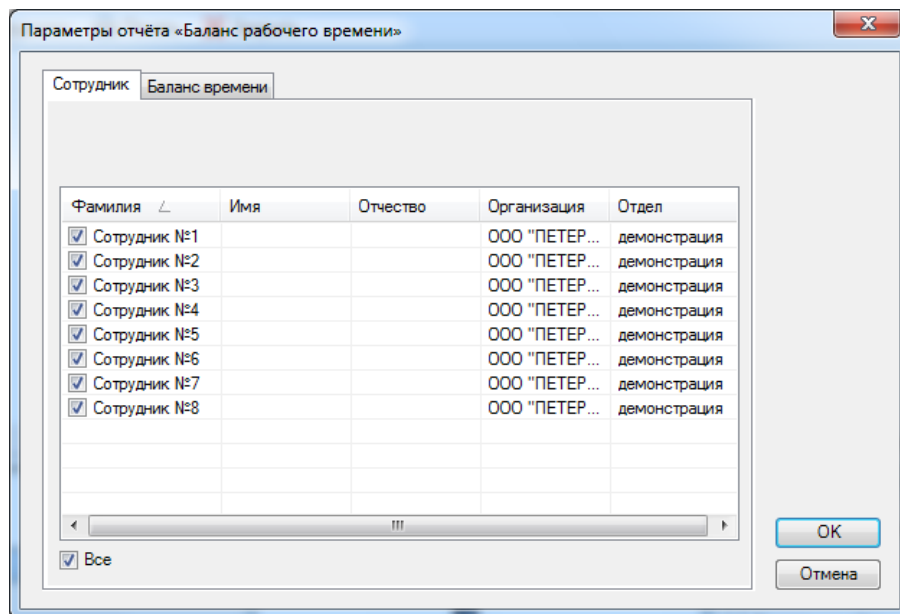 Параметры отчёта «Баланс рабочего времени»
Сотрудник Баланс времени
Фамилия Имя Отчество Организация Отдел
Сотрудник №1 ООО "ПЕТЕР... демонстрация
Сотрудник №2 ООО "ПЕТЕР... демонстрация
Сотрудник №3 ООО "ПЕТЕР... демонстрация
Сотрудник №4 ООО "ПЕТЕР... демонстрация
Сотрудник №5 ООО "ПЕТЕР... демонстрация
Сотрудник №6 ООО "ПЕТЕР... демонстрация
Сотрудник №7 ООО "ПЕТЕР... демонстрация
Сотрудник №8 ООО "ПЕТЕР... демонстрация
Все
OK
Отмена